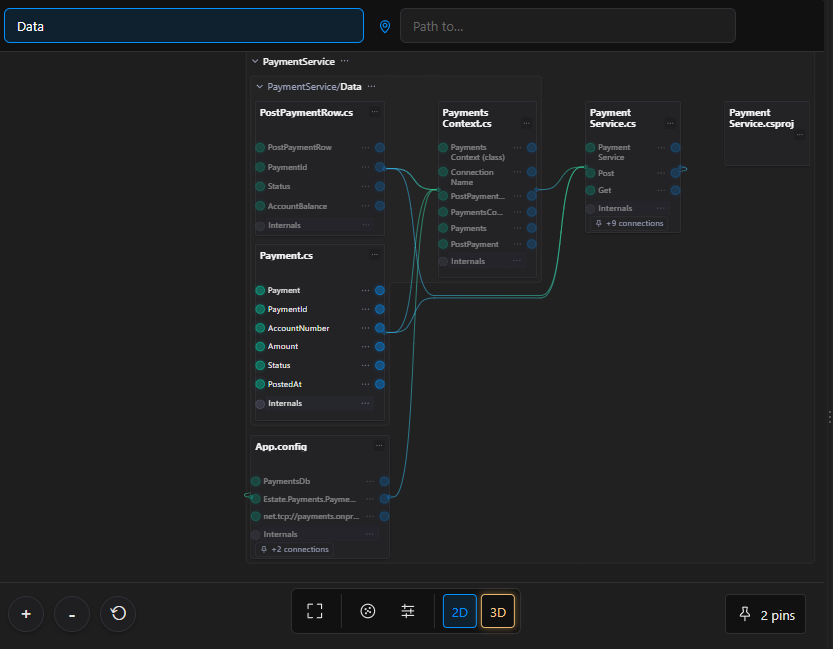 Data
Path to...
PaymentService ...
PaymentService/Data ...
PostPaymentRow.cs
PostPaymentRow
PaymentId
Status
AccountBalance
Internals
Payments
Context.cs
Payments
Context (class)
Connection
Name
PostPayment...
PaymentsCo...
Payments
PostPayment
Internals
Payment
Service.cs
Payment
Service
Post
Get
Internals
+9 connections
Payment
Service.csproj
Payment.cs
Payment
PaymentId
AccountNumber
Amount
Status
PostedAt
Internals
App.config
PaymentsDb
Estate.Payments.Payme...
net.tcp://payments.onpr...
Internals
+2 connections
+
-
2D
3D
2 pins